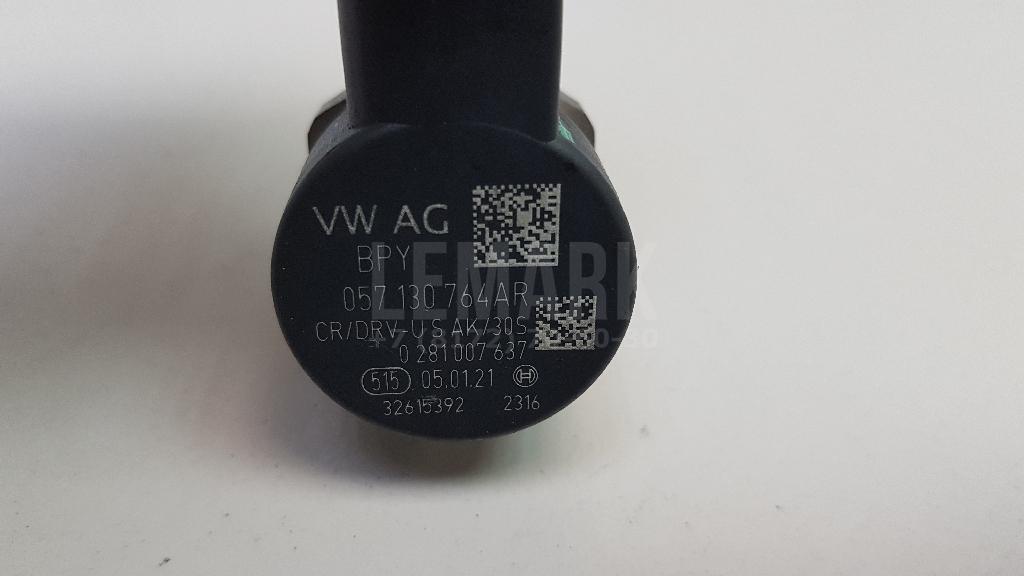 VW AG
BPY
057 130 764AR
CR/DRV-U S AK/30S
0 281 007 637
515 05.01.21
32615392 2316
LEMARK